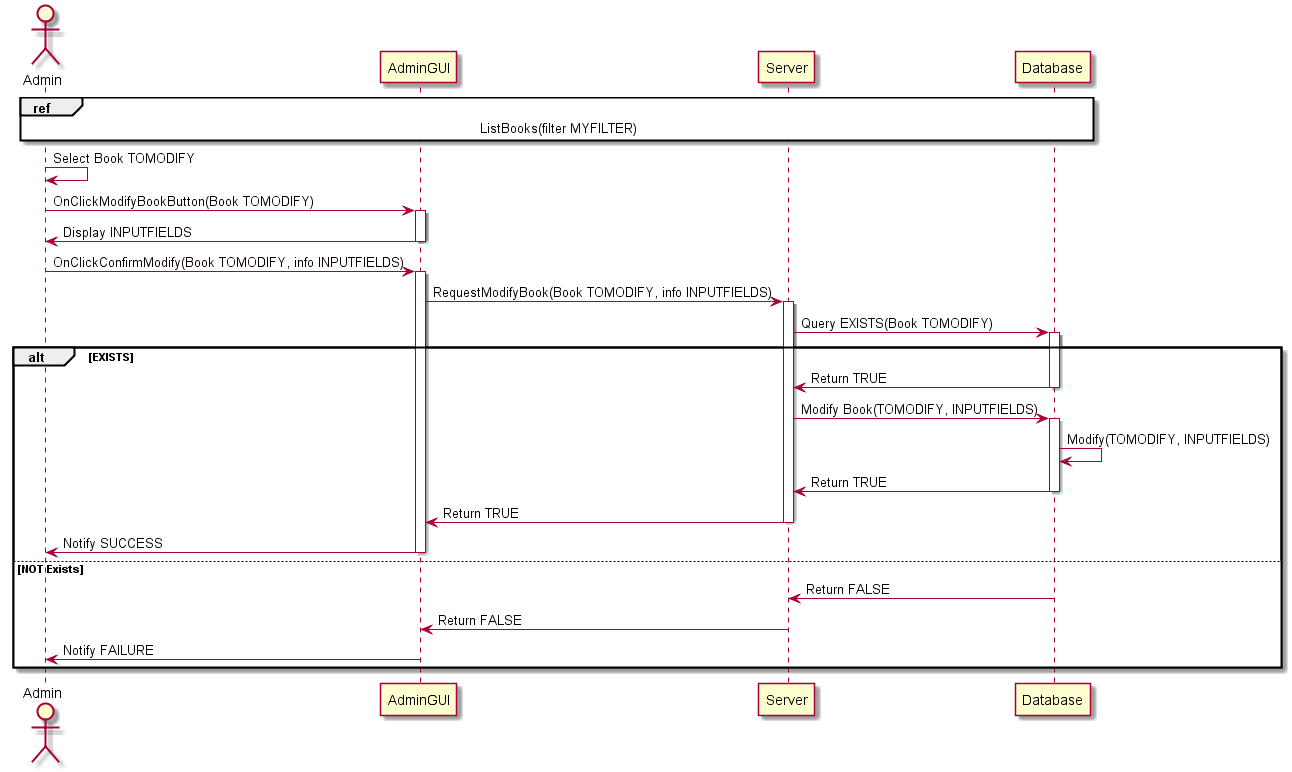 Admin
AdminGUI
Server
Database
ref
ListBooks(filter MYFILTER)
Select Book TOMODIFY
OnClickModifyBookButton(Book TOMODIFY)
Display INPUTFIELDS
OnClickConfirmModify(Book TOMODIFY, info INPUTFIELDS)
RequestModifyBook(Book TOMODIFY, info INPUTFIELDS)
Query EXISTS(Book TOMODIFY)
alt
[EXISTS]
Return TRUE
Modify Book(TOMODIFY, INPUTFIELDS)
Modify(TOMODIFY, INPUTFIELDS)
Return TRUE
Return TRUE
Notify SUCCESS
[NOT Exists]
Return FALSE
Return FALSE
Notify FAILURE
Admin
AdminGUI
Server
Database